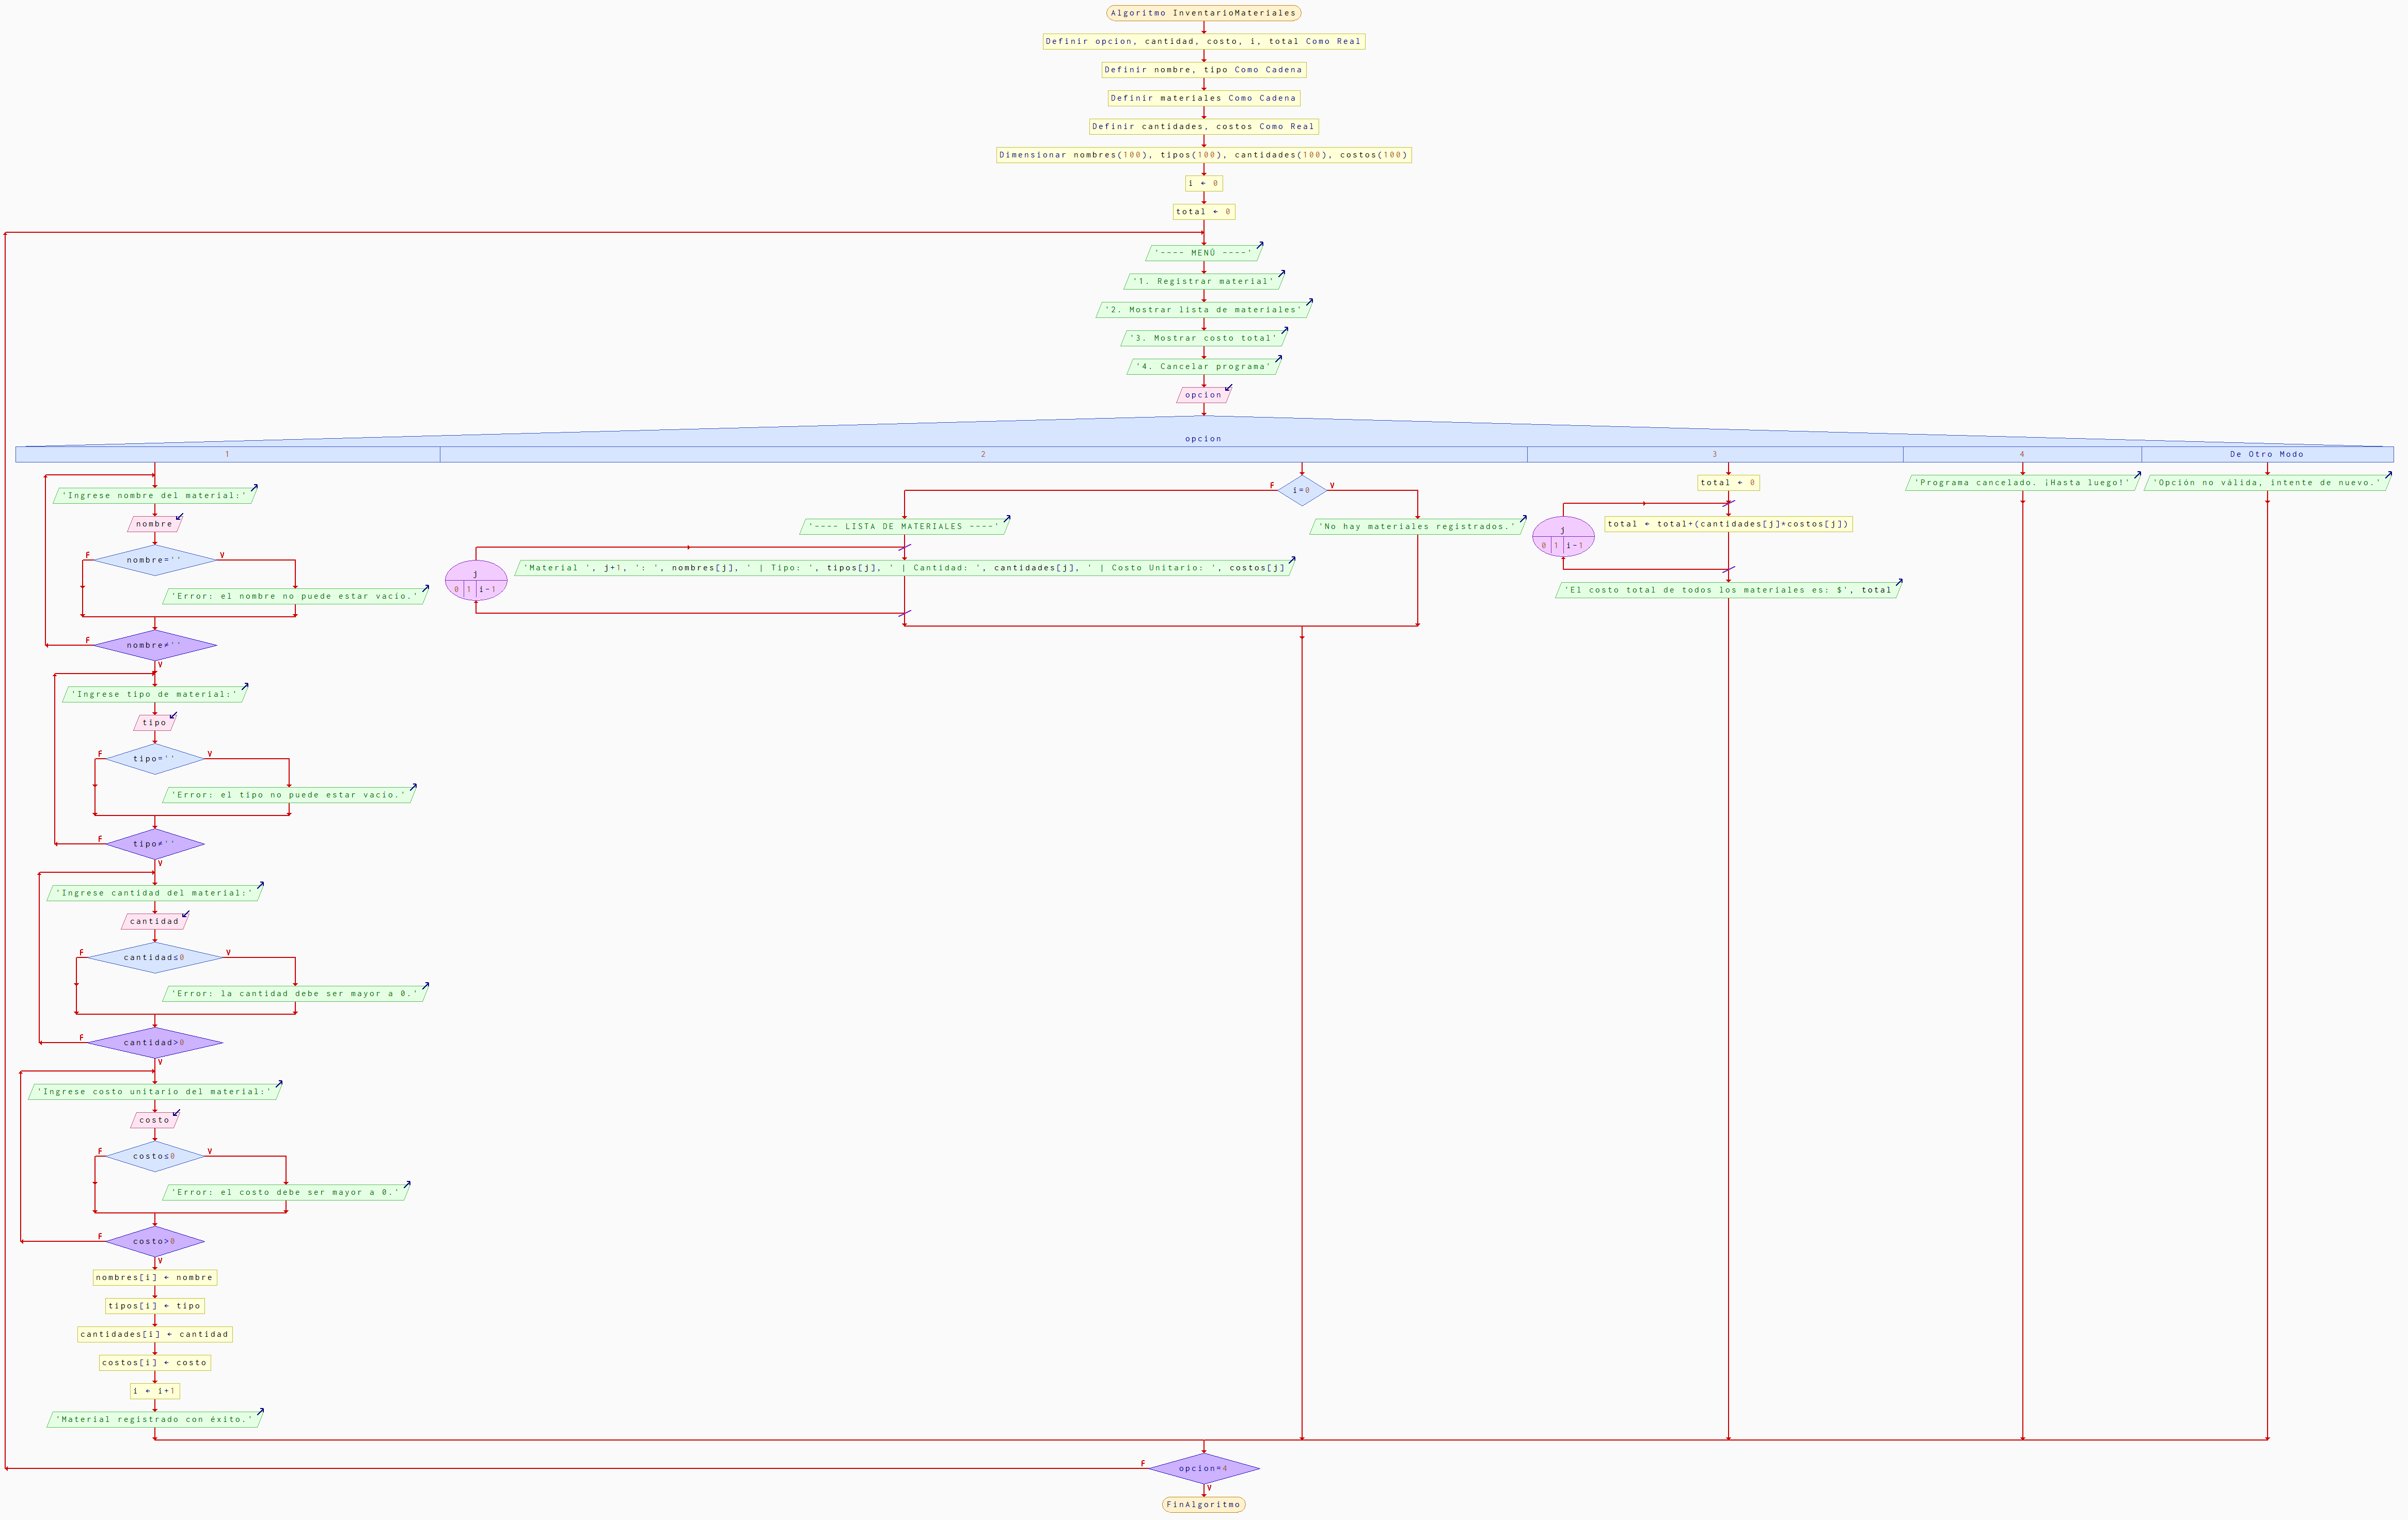 Algoritmo InventarioMateriales
Definir opcion, cantidad, costo, i, total Como Real
Definir nombre, tipo Como Cadena
Definir materiales Como Cadena
Definir cantidades, costos Como Real
Dimensionar nombres(100), tipos(100), cantidades(100), costos(100)
i ← 0
total ← 0
'---- MENÚ ----'
'1. Registrar material'
'2. Mostrar lista de materiales'
'3. Mostrar costo total'
'4. Cancelar programa'
opcion
opcion
1
2
3
4
De Otro Modo
'Ingrese nombre del material:'
nombre
nombre=''
F
V
'Error: el nombre no puede estar vacío.'
nombre≠''
F
V
'Ingrese tipo de material:'
tipo
tipo=''
F
V
'Error: el tipo no puede estar vacío.'
tipo≠''
F
V
'Ingrese cantidad del material:'
cantidad
cantidad≤0
F
V
'Error: la cantidad debe ser mayor a 0.'
cantidad>0
F
V
'Ingrese costo unitario del material:'
costo
costo≤0
F
V
'Error: el costo debe ser mayor a 0.'
costo>0
F
V
nombres[i] ← nombre
tipos[i] ← tipo
cantidades[i] ← cantidad
costos[i] ← costo
i ← i+1
'Material registrado con éxito.'
i=0
F
V
'---- LISTA DE MATERIALES ----'
j
0 1 i-1
'Material ', j+1, ': ', nombres[j], ' | Tipo: ', tipos[j], ' | Cantidad: ', cantidades[j], ' | Costo Unitario: ', costos[j]
'No hay materiales registrados.'
total ← 0
j
0 1 i-1
total ← total+(cantidades[j]*costos[j])
'El costo total de todos los materiales es: $', total
'Programa cancelado. ¡Hasta luego!'
'Opción no válida, intente de nuevo.'
opcion=4
F
V
FinAlgoritmo